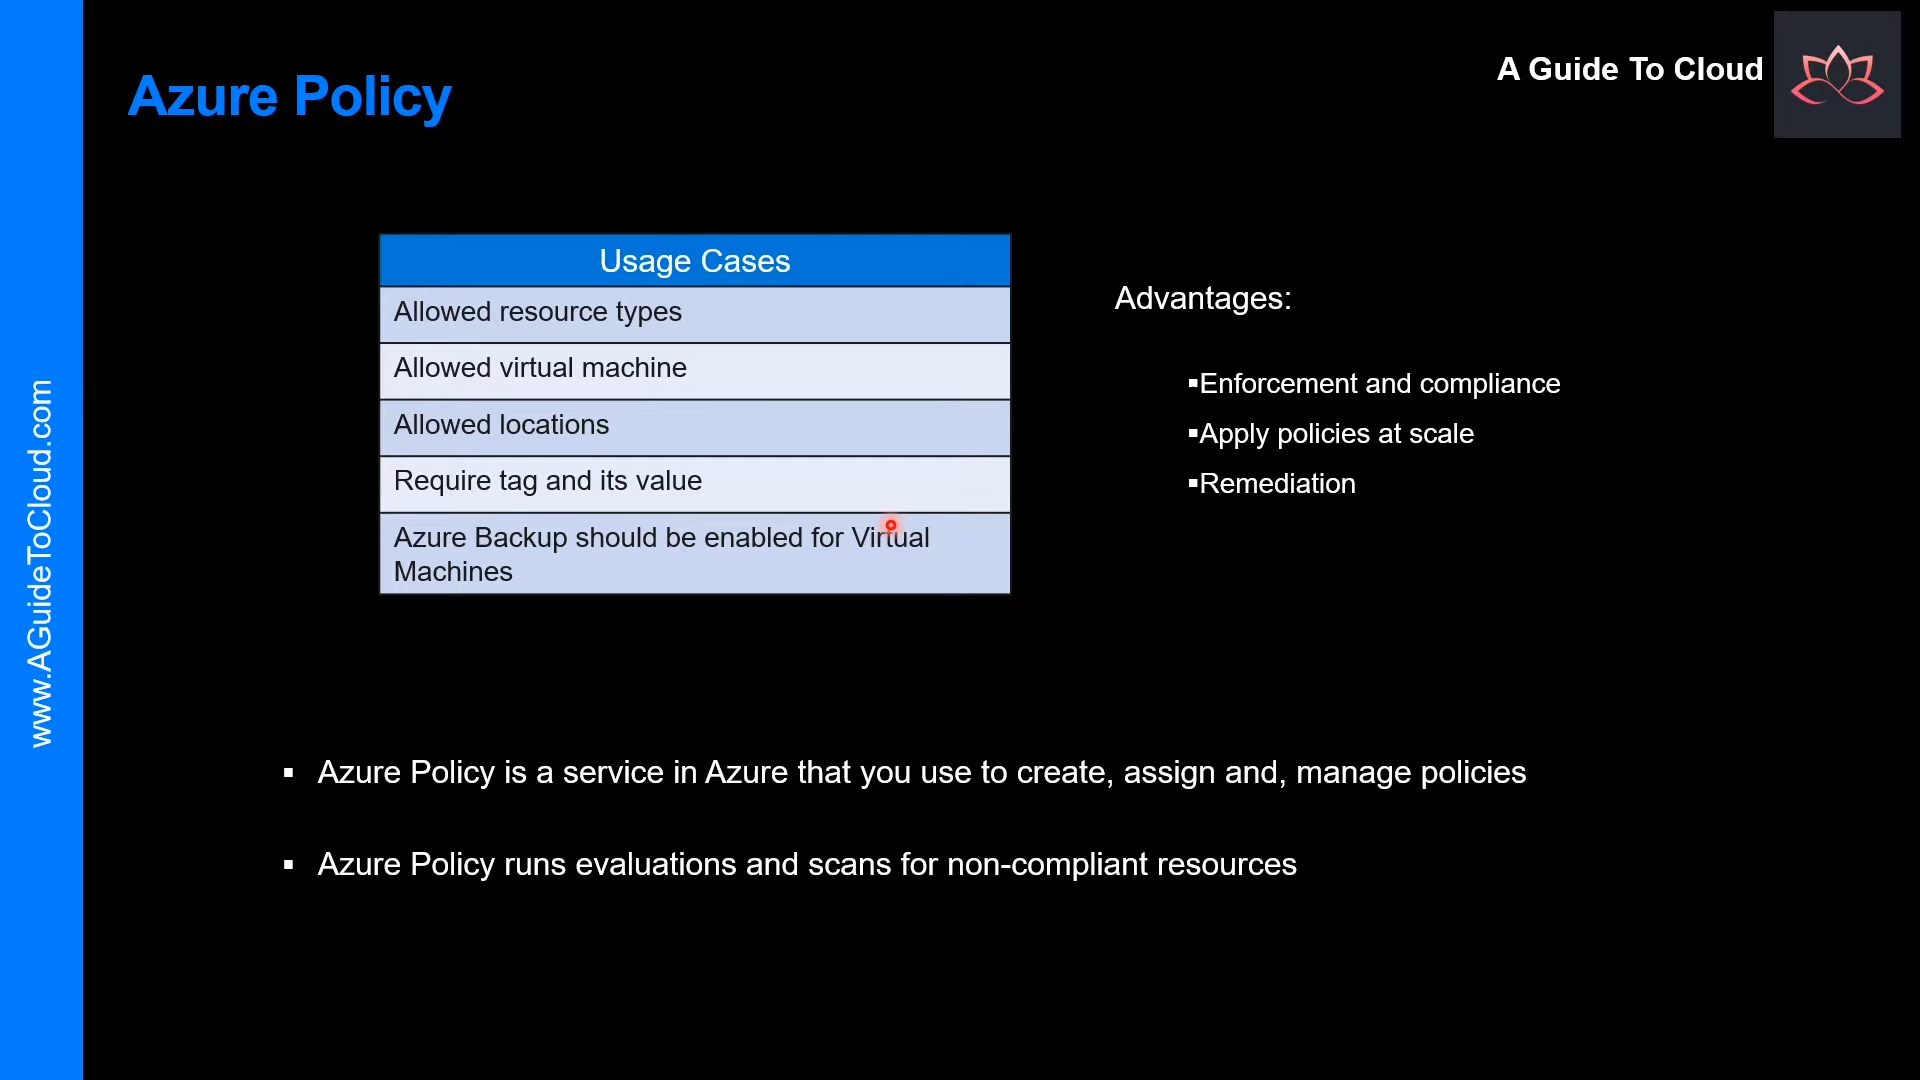 Azure Policy
A Guide To Cloud
www.AGuideToCloud.com
Usage Cases
Allowed resource types
Allowed virtual machine
Allowed locations
Require tag and its value
Azure Backup should be enabled for Virtual
Machines
Advantages:
▪Enforcement and compliance
▪Apply policies at scale
▪Remediation
▪ Azure Policy is a service in Azure that you use to create, assign and, manage policies
▪ Azure Policy runs evaluations and scans for non-compliant resources